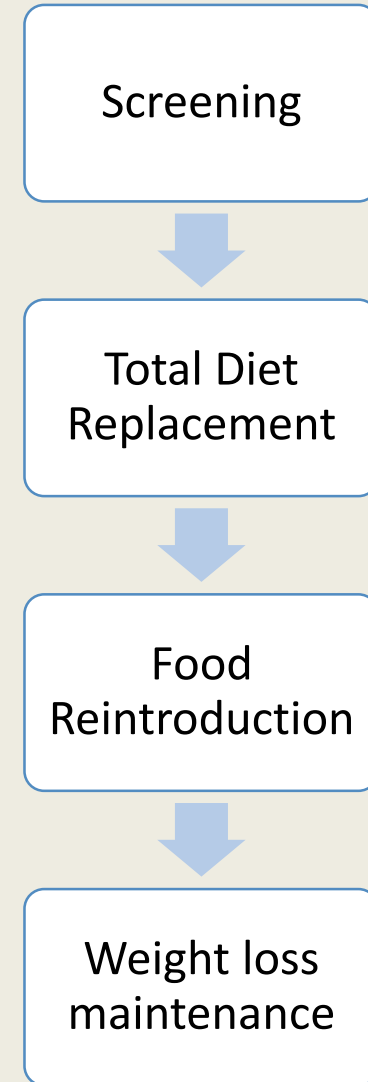 Screening
Total Diet
Replacement
Food
Reintroduction
Weight loss
maintenance